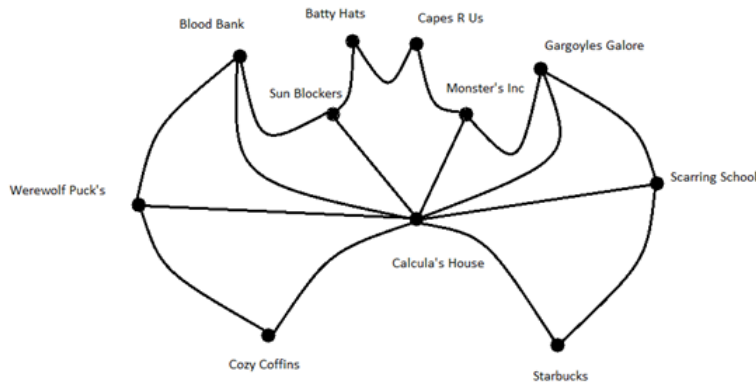 Batty Hats
Capes R Us
Blood Bank
Gargoyles Galore
Sun Blockers
Monster's Inc
Werewolf Puck's
Scarring School
Calcula's House
Cozy Coffins
Starbucks